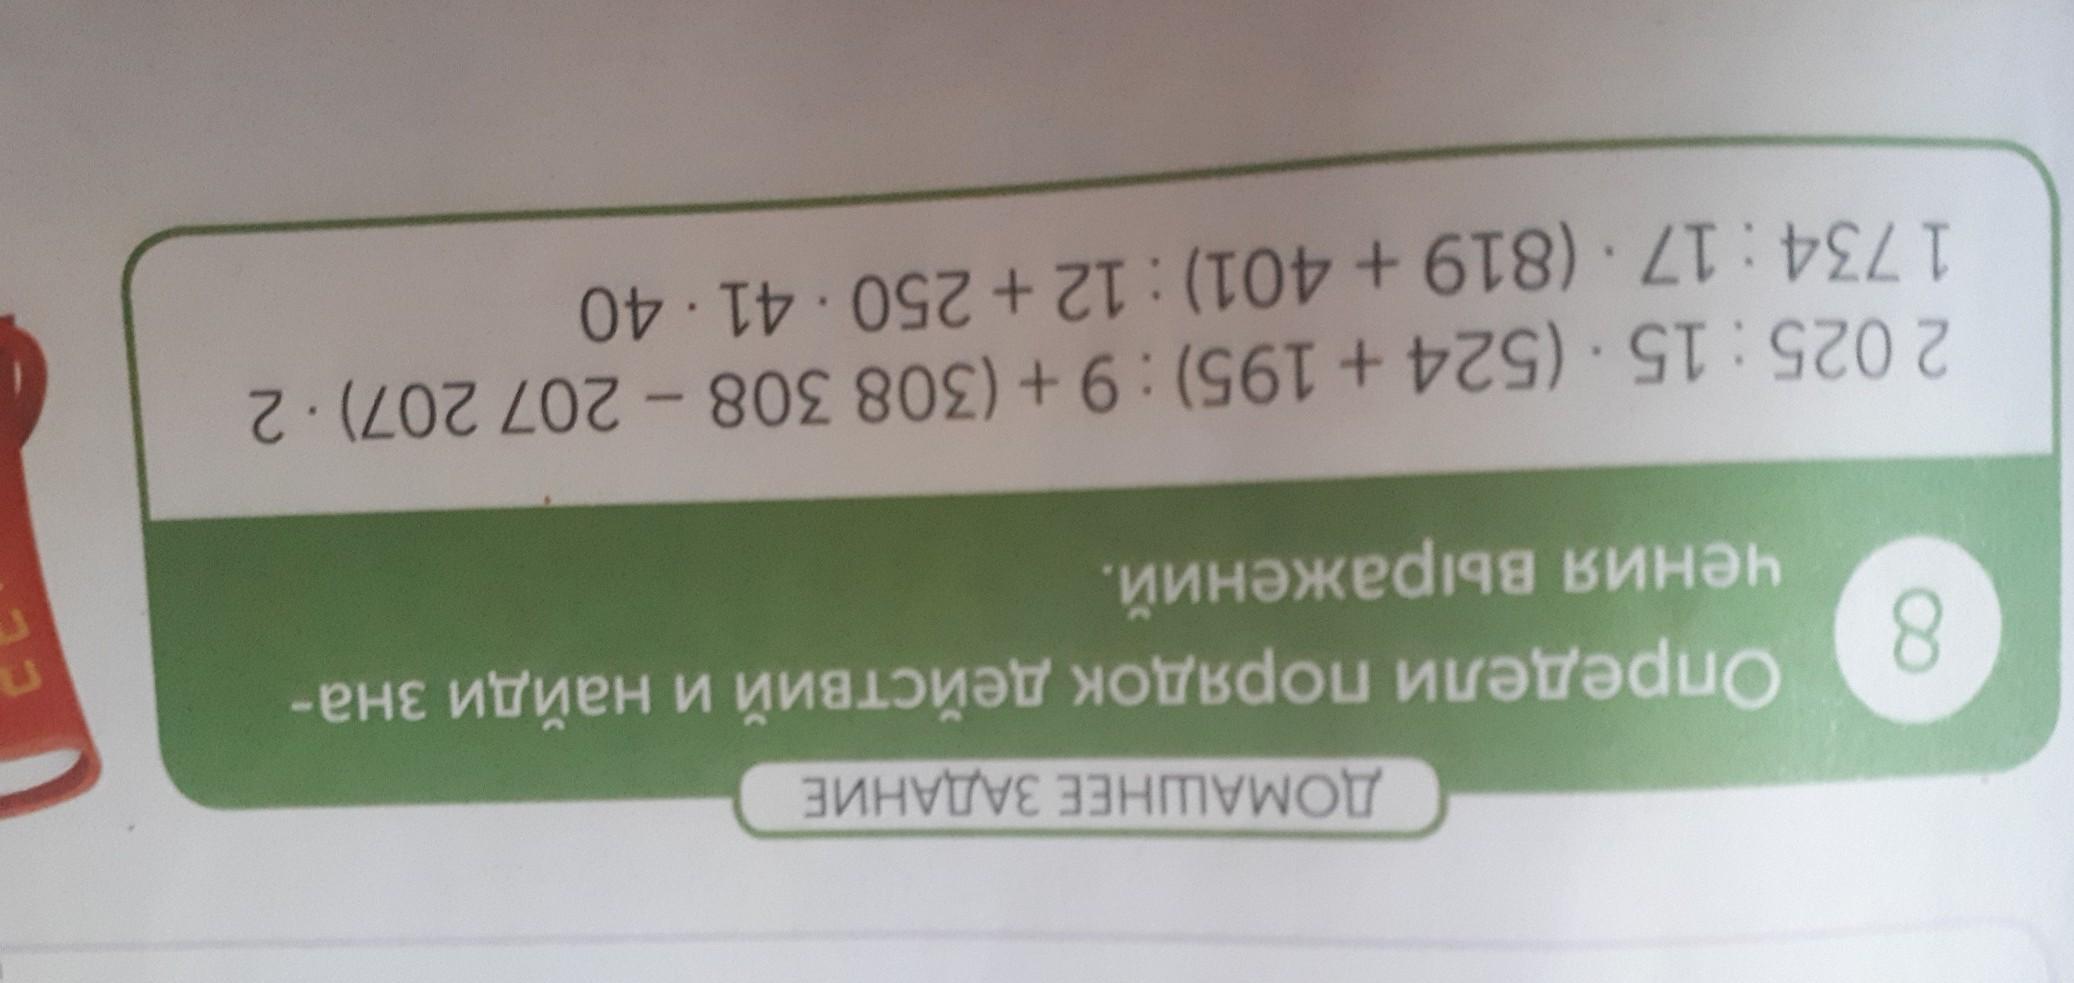 ДОМАШНЕЕ ЗАДАНИЕ
8
Определи порядок действий и найди зна-
чения выражений.
2 025 : 15 · (524 + 195) : 9 + (308 308 – 207 207) · 2
1 734 : 17 · (819 + 401) : 12 + 250 · 41 · 40